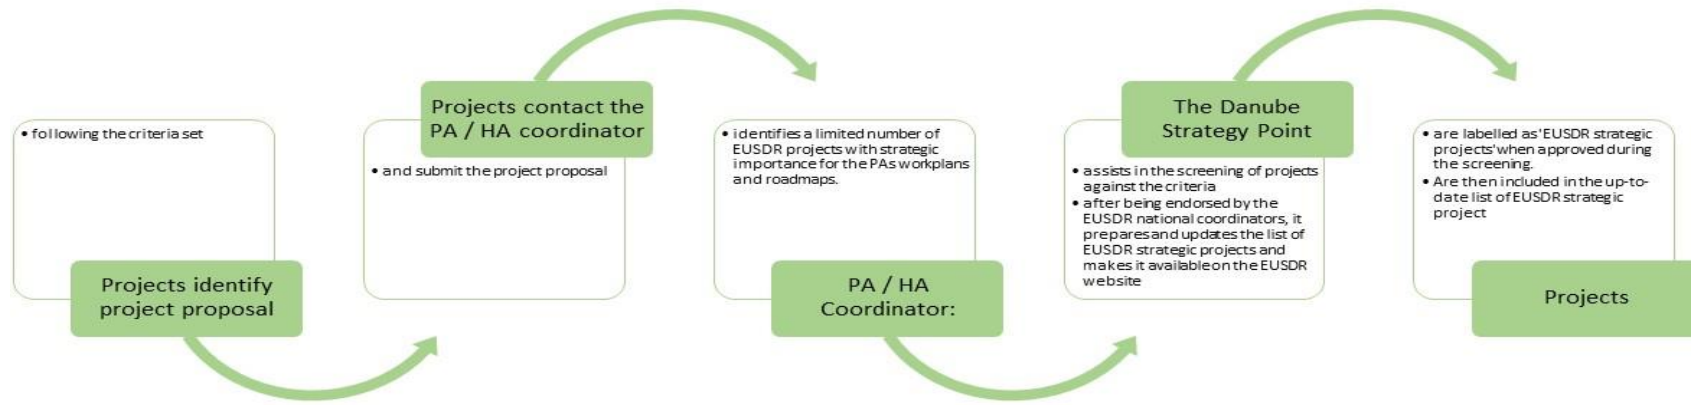 • following the criteria set
Projects identify
project proposal
Projects contact the
PA / HA coordinator
• and submit the project proposal
• identifies a limited number of
EUSDR projects with strategic
importance for the PAs workplans
and roadmaps.
PA / HA
Coordinator:
The Danube
Strategy Point
• assists in the screening of projects
against the criteria
• after being endorsed by the
EUSDR national coordinators, it
prepares and updates the list of
EUSDR strategic projects and
makes it available on the EUSDR
website
• are labelled as 'EUSDR strategic
projects' when approved during
the screening.
• Are then included in the up-to-
date list of EUSDR strategic
project
Projects